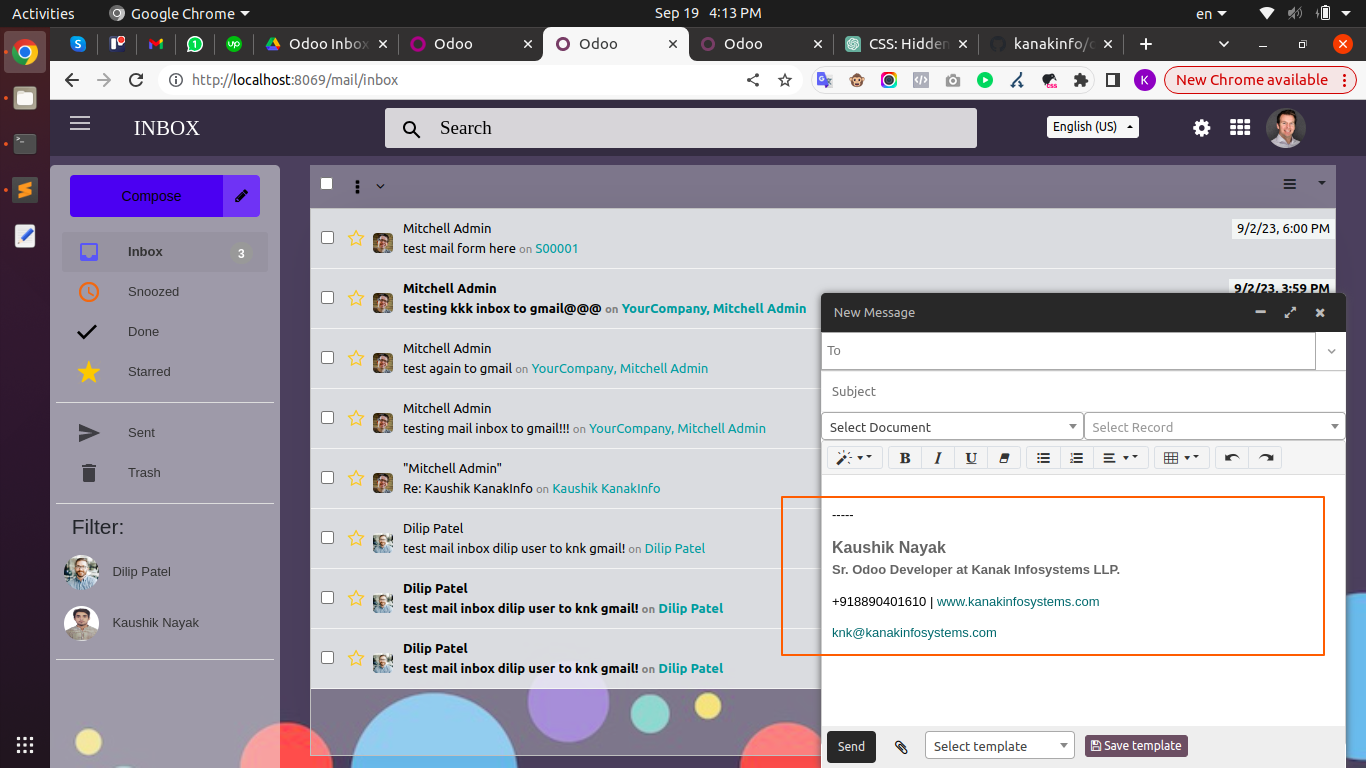 Activities
Google Chrome
Sep 19 4:13 PM
en
Odoo Inbox
Odoo
Odoo
Odoo
CSS: Hidden
kanakinfo/
http://localhost:8069/mail/inbox
New Chrome available
INBOX
Search
English (US)
Compose
Inbox 3
Snoozed
Done
Starred
Sent
Trash
Filter:
Dilip Patel
Kaushik Nayak
Mitchell Admin 9/2/23, 6:00 PM
test mail form here on S00001
Mitchell Admin 9/2/23, 3:59 PM
testing kkk inbox to gmail@@@ on YourCompany, Mitchell Admin
Mitchell Admin
test again to gmail on YourCompany, Mitchell Admin
Mitchell Admin
testing mail inbox to gmail!!! on YourCompany, Mitchell Admin
"Mitchell Admin"
Re: Kaushik KanakInfo on Kaushik KanakInfo
Dilip Patel
test mail inbox dilip user to knk gmail! on Dilip Patel
Dilip Patel
test mail inbox dilip user to knk gmail! on Dilip Patel
Dilip Patel
test mail inbox dilip user to knk gmail! on Dilip Patel
New Message
To
Subject
Select Document
Select Record
B I U
-----
Kaushik Nayak
Sr. Odoo Developer at Kanak Infosystems LLP.
+918890401610 | www.kanakinfosystems.com
knk@kanakinfosystems.com
Send
Select template
Save template